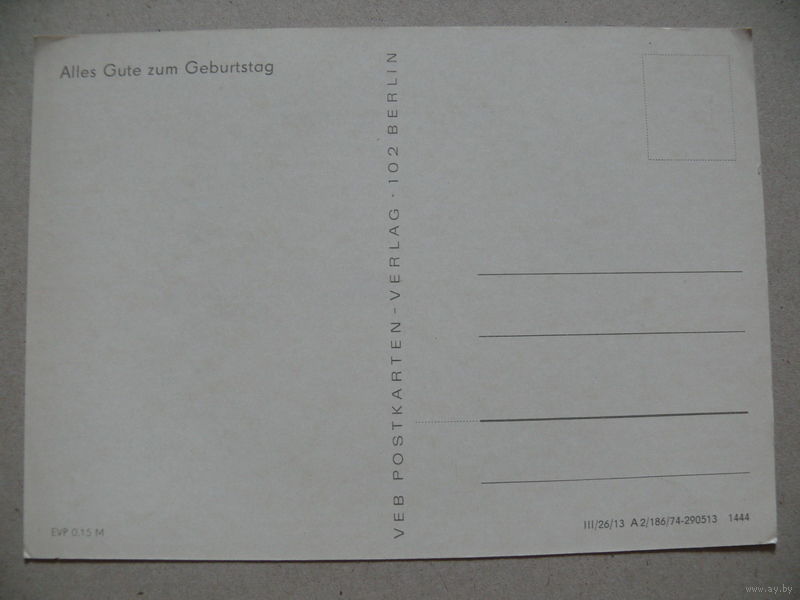 Alles Gute zum Geburtstag
VEB POSTKARTEN-VERLAG · 102 BERLIN
EVP 0,15 M
III/26/13 A 2/186/74-290513 1444
www.ay.by